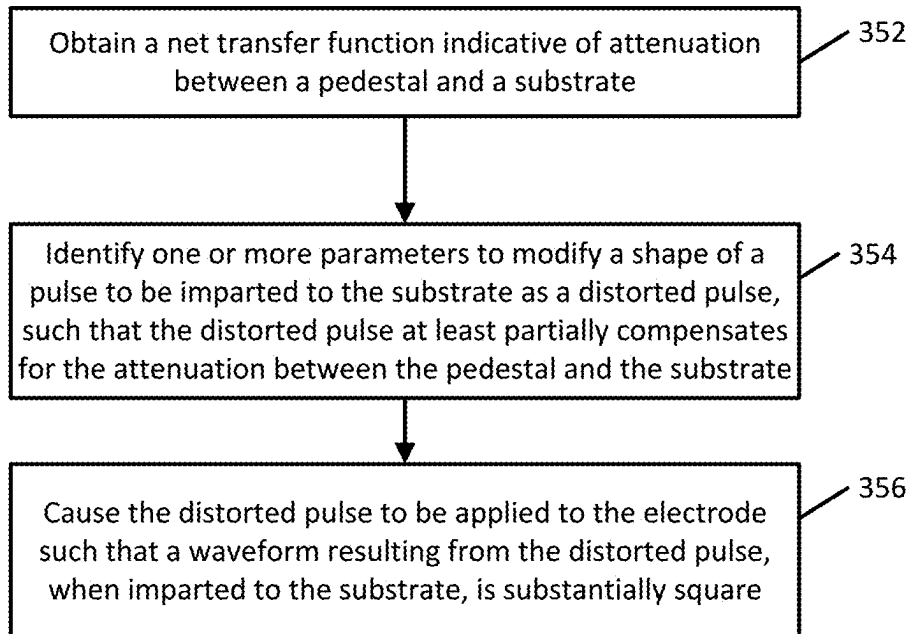 Obtain a net transfer function indicative of attenuation
between a pedestal and a substrate
352
Identify one or more parameters to modify a shape of a
pulse to be imparted to the substrate as a distorted pulse,
such that the distorted pulse at least partially compensates
for the attenuation between the pedestal and the substrate
354
Cause the distorted pulse to be applied to the electrode
such that a waveform resulting from the distorted pulse,
when imparted to the substrate, is substantially square
356